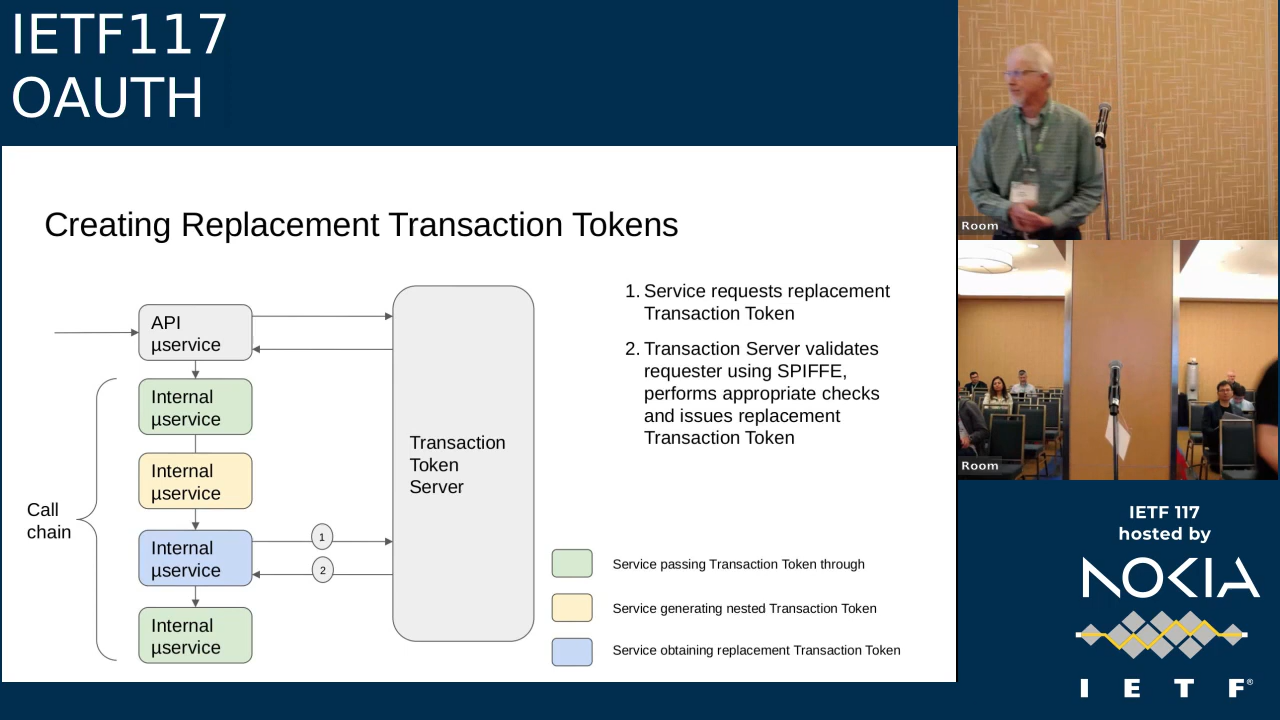 IETF117
OAUTH
Creating Replacement Transaction Tokens
API
µservice
Internal
µservice
Internal
µservice
Internal
µservice
Internal
µservice
Call
chain
Transaction
Token
Server
1
2
1. Service requests replacement
Transaction Token
2. Transaction Server validates
requester using SPIFFE,
performs appropriate checks
and issues replacement
Transaction Token
Service passing Transaction Token through
Service generating nested Transaction Token
Service obtaining replacement Transaction Token
Room
Room
IETF 117
hosted by
NOKIA
I E T F®